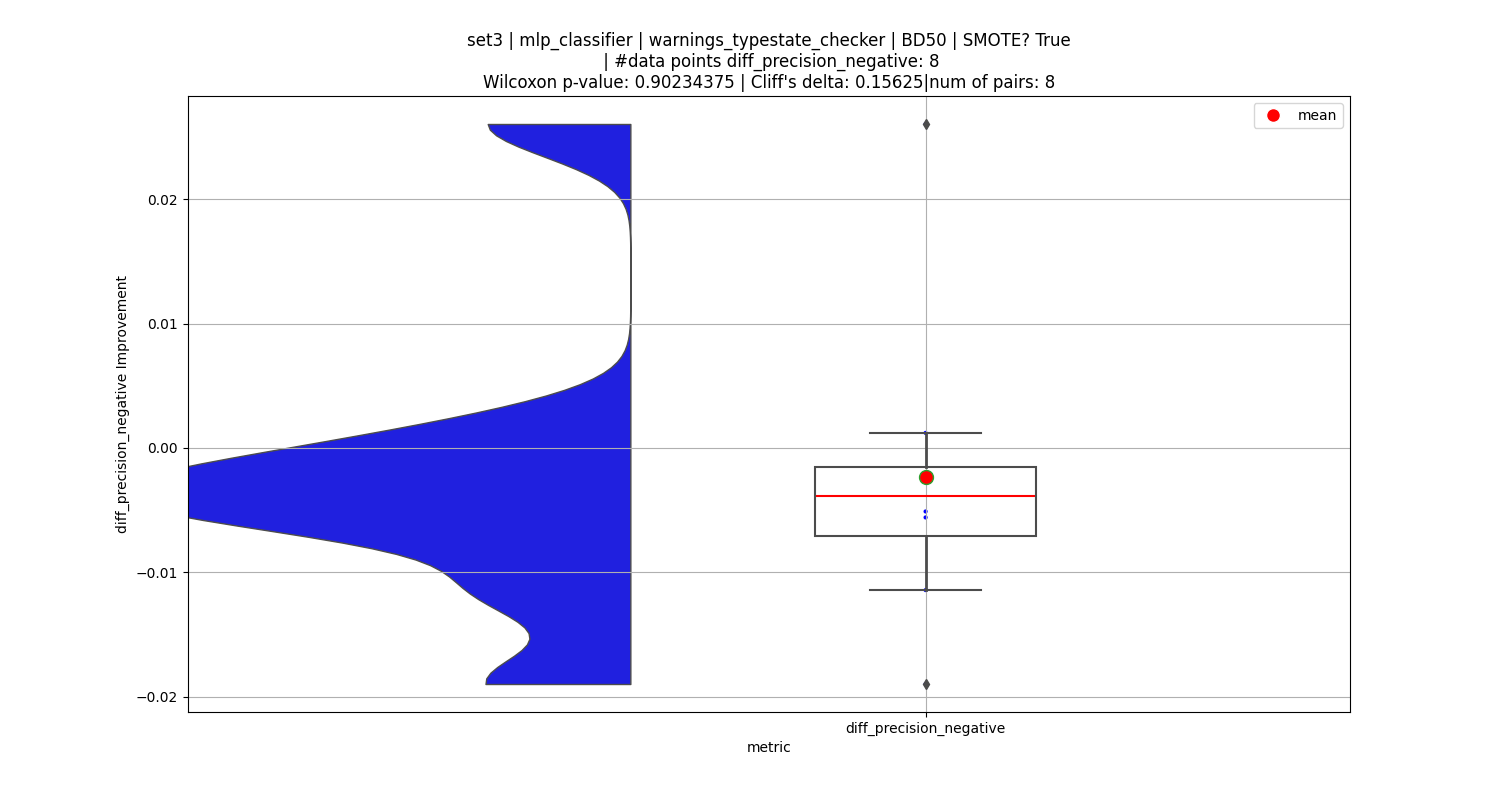 set3 | mlp_classifier | warnings_typestate_checker | BD50 | SMOTE? True
| #data points diff_precision_negative: 8
Wilcoxon p-value: 0.90234375 | Cliff's delta: 0.15625|num of pairs: 8
mean
0.02
0.01
0.00
−0.01
−0.02
diff_precision_negative Improvement
diff_precision_negative
metric